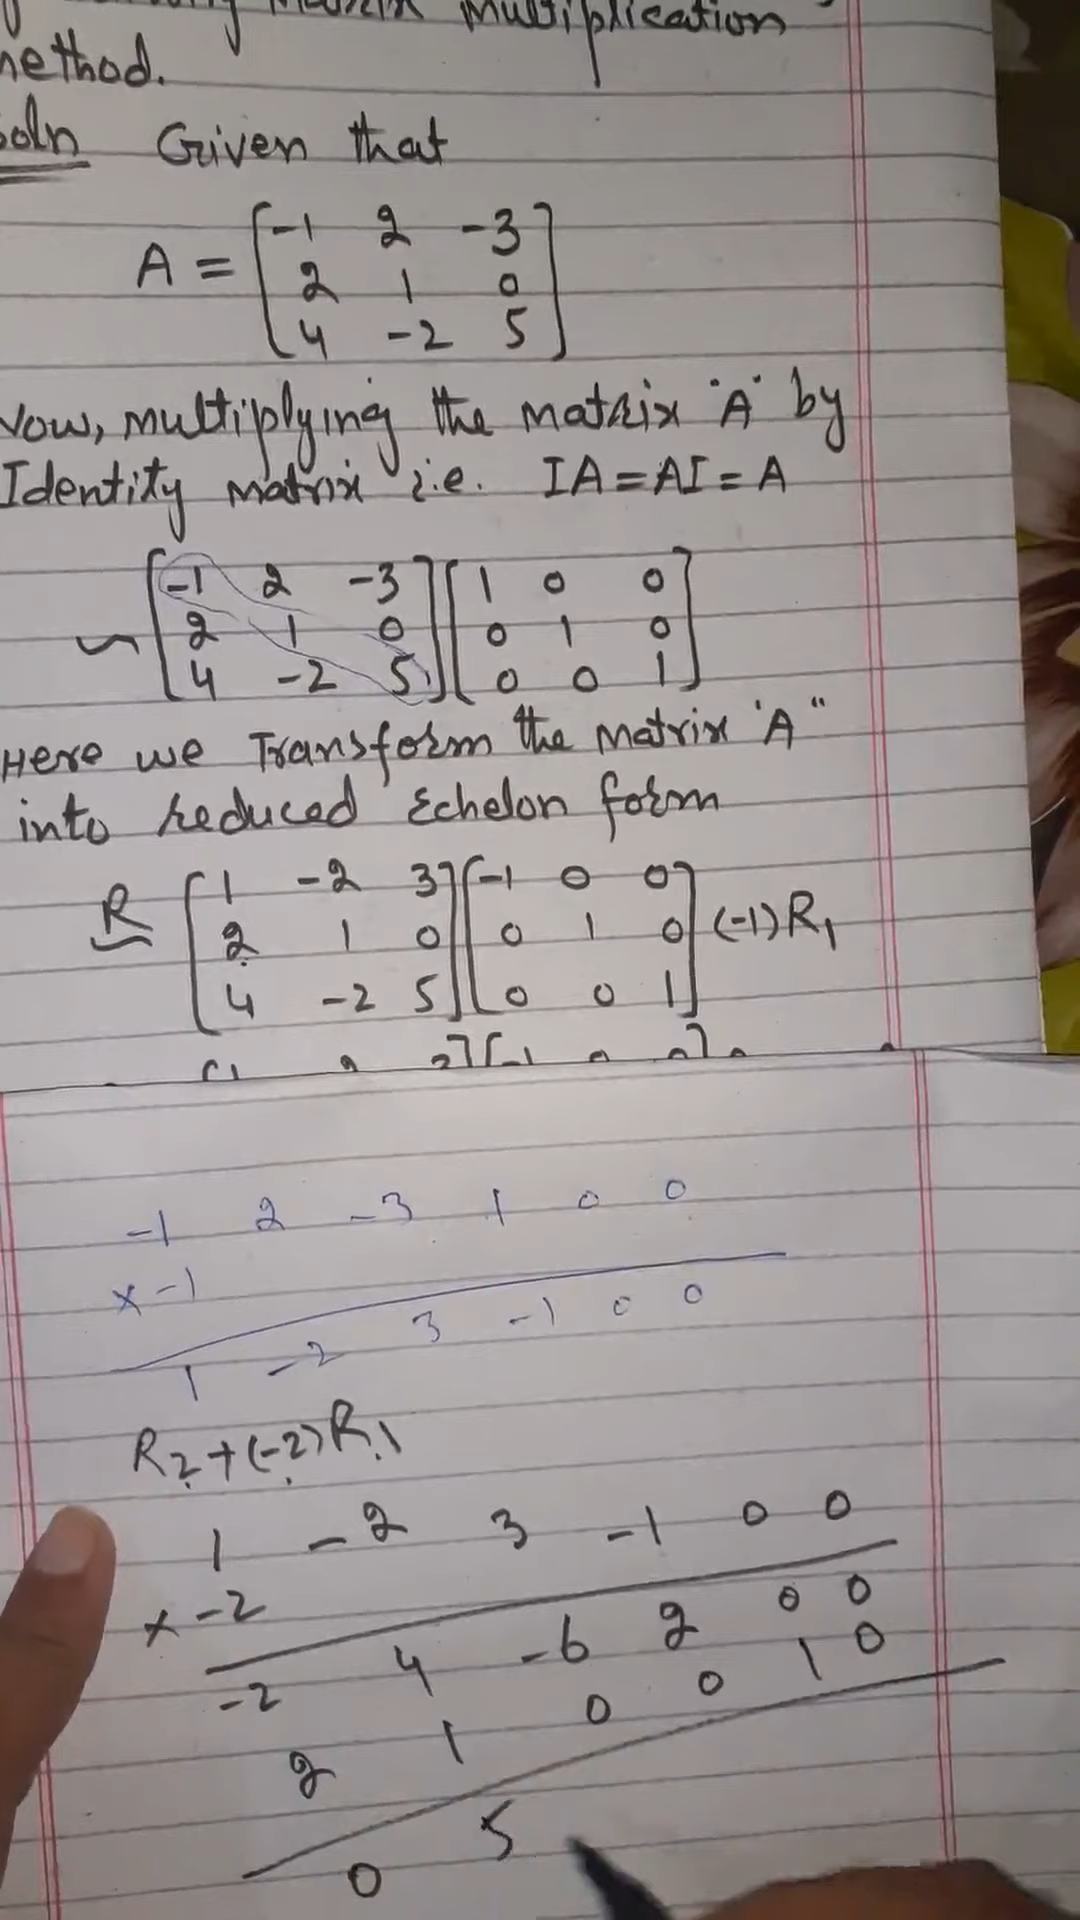 Matrix multiplication
method.
Soln Given that
A = [-1 2 -3
2 1 0
4 -2 5]
Now, multiplying the matrix "A" by
Identity matrix i.e. IA = AI = A
~ [-1 2 -3] [1 0 0]
[2 1 0] [0 1 0]
[4 -2 5] [0 0 1]
Here we Transform the matrix "A"
into reduced Echelon form
R ~ [1 -2 3] [-1 0 0]
[2 1 0] [0 1 0] (-1)R₁
[4 -2 5] [0 0 1]
-1 2 -3 1 0 0
x -1
1 -2 3 -1 0 0
R₂+(-2)R₁
1 -2 3 -1 0 0
x -2
-2 4 -6 2 0 0
2 1 0 0 1 0
0 5